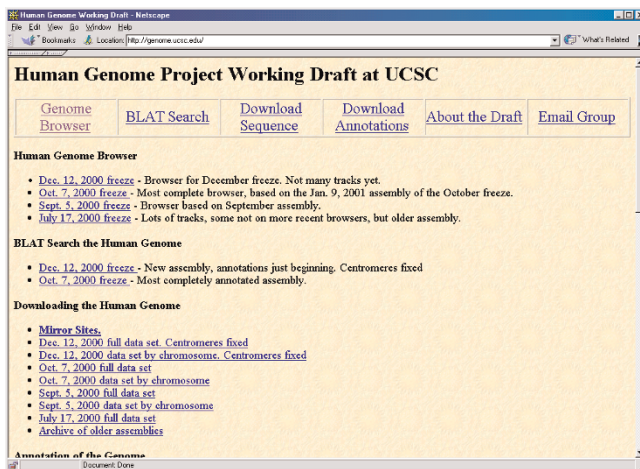 Human Genome Working Draft - Netscape
File Edit View Go Window Help
Bookmarks Location: http://genome.ucsc.edu/ What's Related
Human Genome Project Working Draft at UCSC
Genome Browser BLAT Search Download Sequence Download Annotations About the Draft Email Group
Human Genome Browser
• Dec. 12, 2000 freeze - Browser for December freeze. Not many tracks yet.
• Oct. 7, 2000 freeze - Most complete browser, based on the Jan. 9, 2001 assembly of the October freeze.
• Sept. 5, 2000 freeze - Browser based on September assembly.
• July 17, 2000 freeze - Lots of tracks, some not on more recent browsers, but older assembly.
BLAT Search the Human Genome
• Dec. 12, 2000 freeze - New assembly, annotations just beginning. Centromeres fixed
• Oct. 7, 2000 freeze - Most completely annotated assembly.
Downloading the Human Genome
• Mirror Sites.
• Dec. 12, 2000 full data set. Centromeres fixed
• Dec. 12, 2000 data set by chromosome. Centromeres fixed
• Oct. 7, 2000 full data set
• Oct. 7, 2000 data set by chromosome
• Sept. 5, 2000 full data set
• Sept. 5, 2000 data set by chromosome
• July 17, 2000 full data set
• Archive of older assemblies
Annotation of the Genome
Document: Done